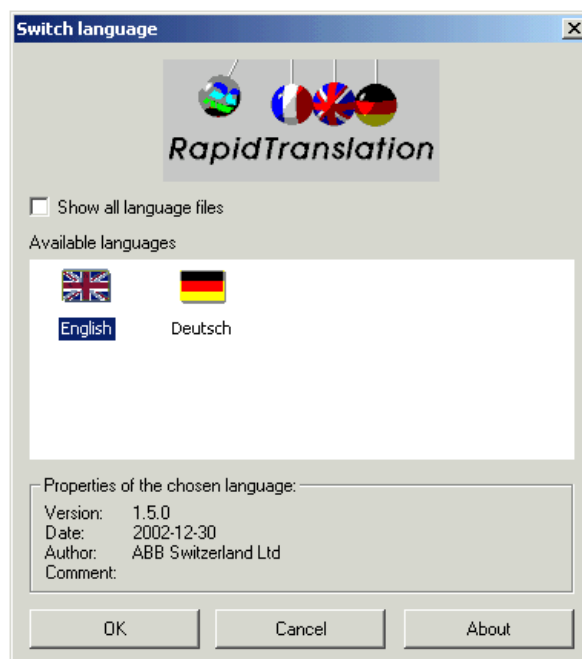 Switch language
RapidTranslation
Show all language files
Available languages
English Deutsch
Properties of the chosen language:
Version: 1.5.0
Date: 2002-12-30
Author: ABB Switzerland Ltd
Comment:
OK Cancel About